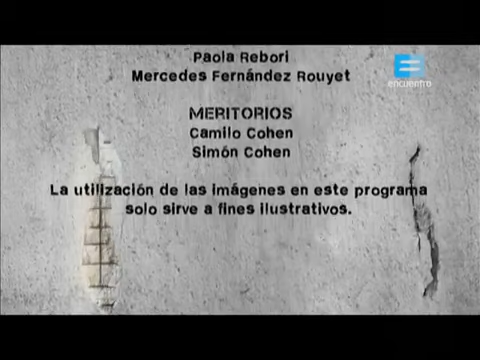 Paola Rebori
Mercedes Fernández Rouyet
MERITORIOS
Camilo Cohen
Simón Cohen
La utilización de las imágenes en este programa
solo sirve a fines ilustrativos.
encuentro